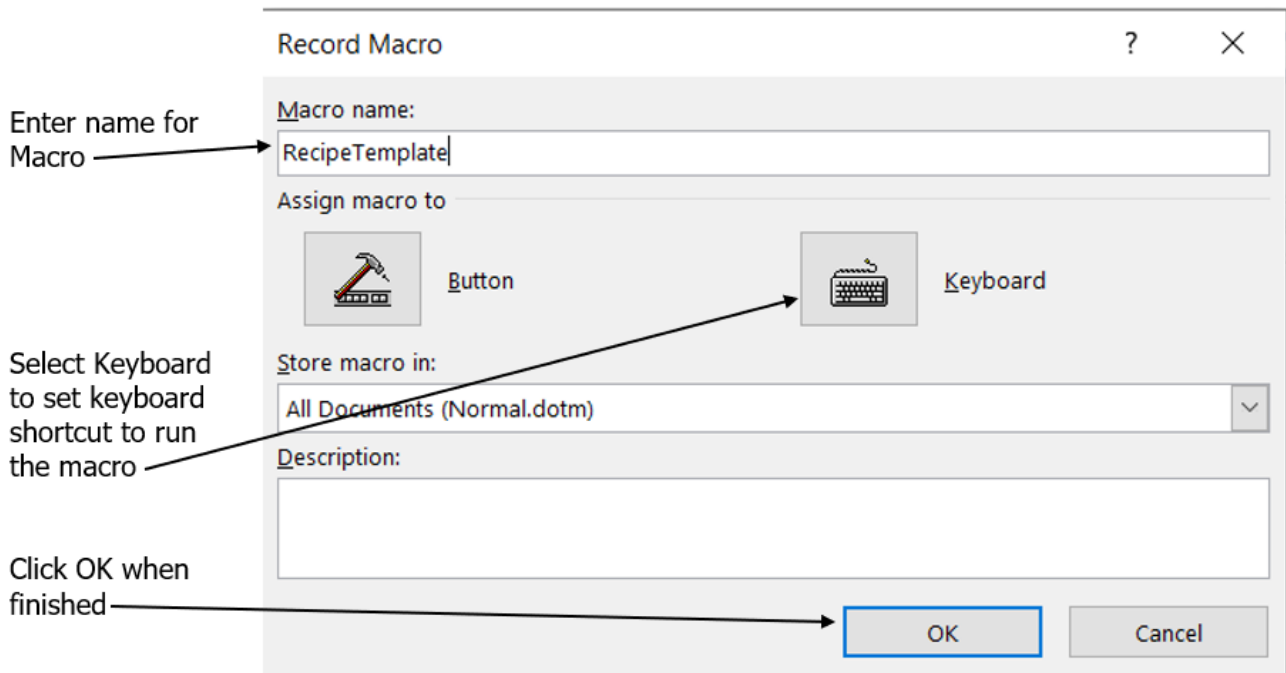 Record Macro ? X
Enter name for
Macro
Macro name:
RecipeTemplate
Assign macro to
Button
Keyboard
Select Keyboard
to set keyboard
shortcut to run
the macro
Store macro in:
All Documents (Normal.dotm)
Description:
Click OK when
finished
OK
Cancel